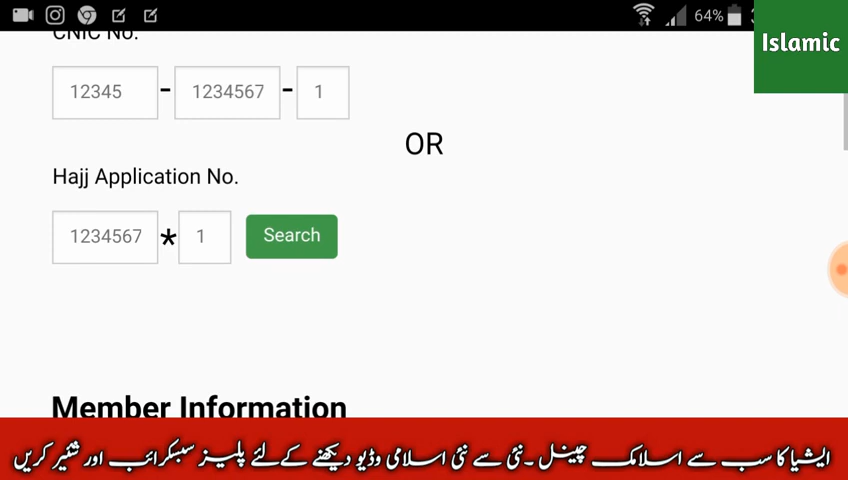 64%
Islamic
CNIC No.
12345 - 1234567 - 1
OR
Hajj Application No.
1234567 * 1 Search
Member Information
ایشیا کا سب سے اسلامک چینل ۔ نئی سے نئی اسلامی وڈیو دیکھنے کے لئے پلیز سبسکرائب اور شئیر کریں